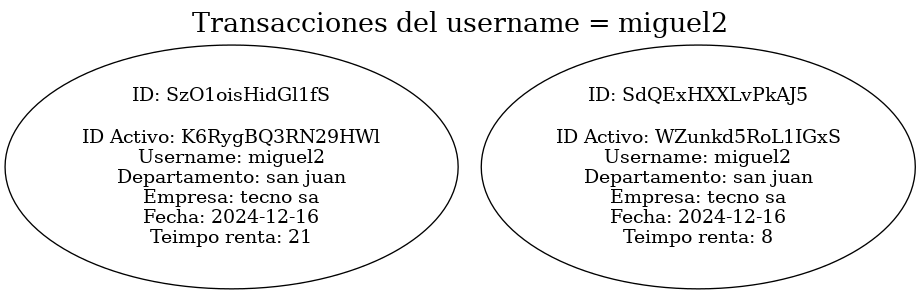 Transacciones del username = miguel2
ID: SzO1oisHidGl1fS
ID Activo: K6RygBQ3RN29HWl
Username: miguel2
Departamento: san juan
Empresa: tecno sa
Fecha: 2024-12-16
Teimpo renta: 21
ID: SdQExHXXLvPkAJ5
ID Activo: WZunkd5RoL1IGxS
Username: miguel2
Departamento: san juan
Empresa: tecno sa
Fecha: 2024-12-16
Teimpo renta: 8